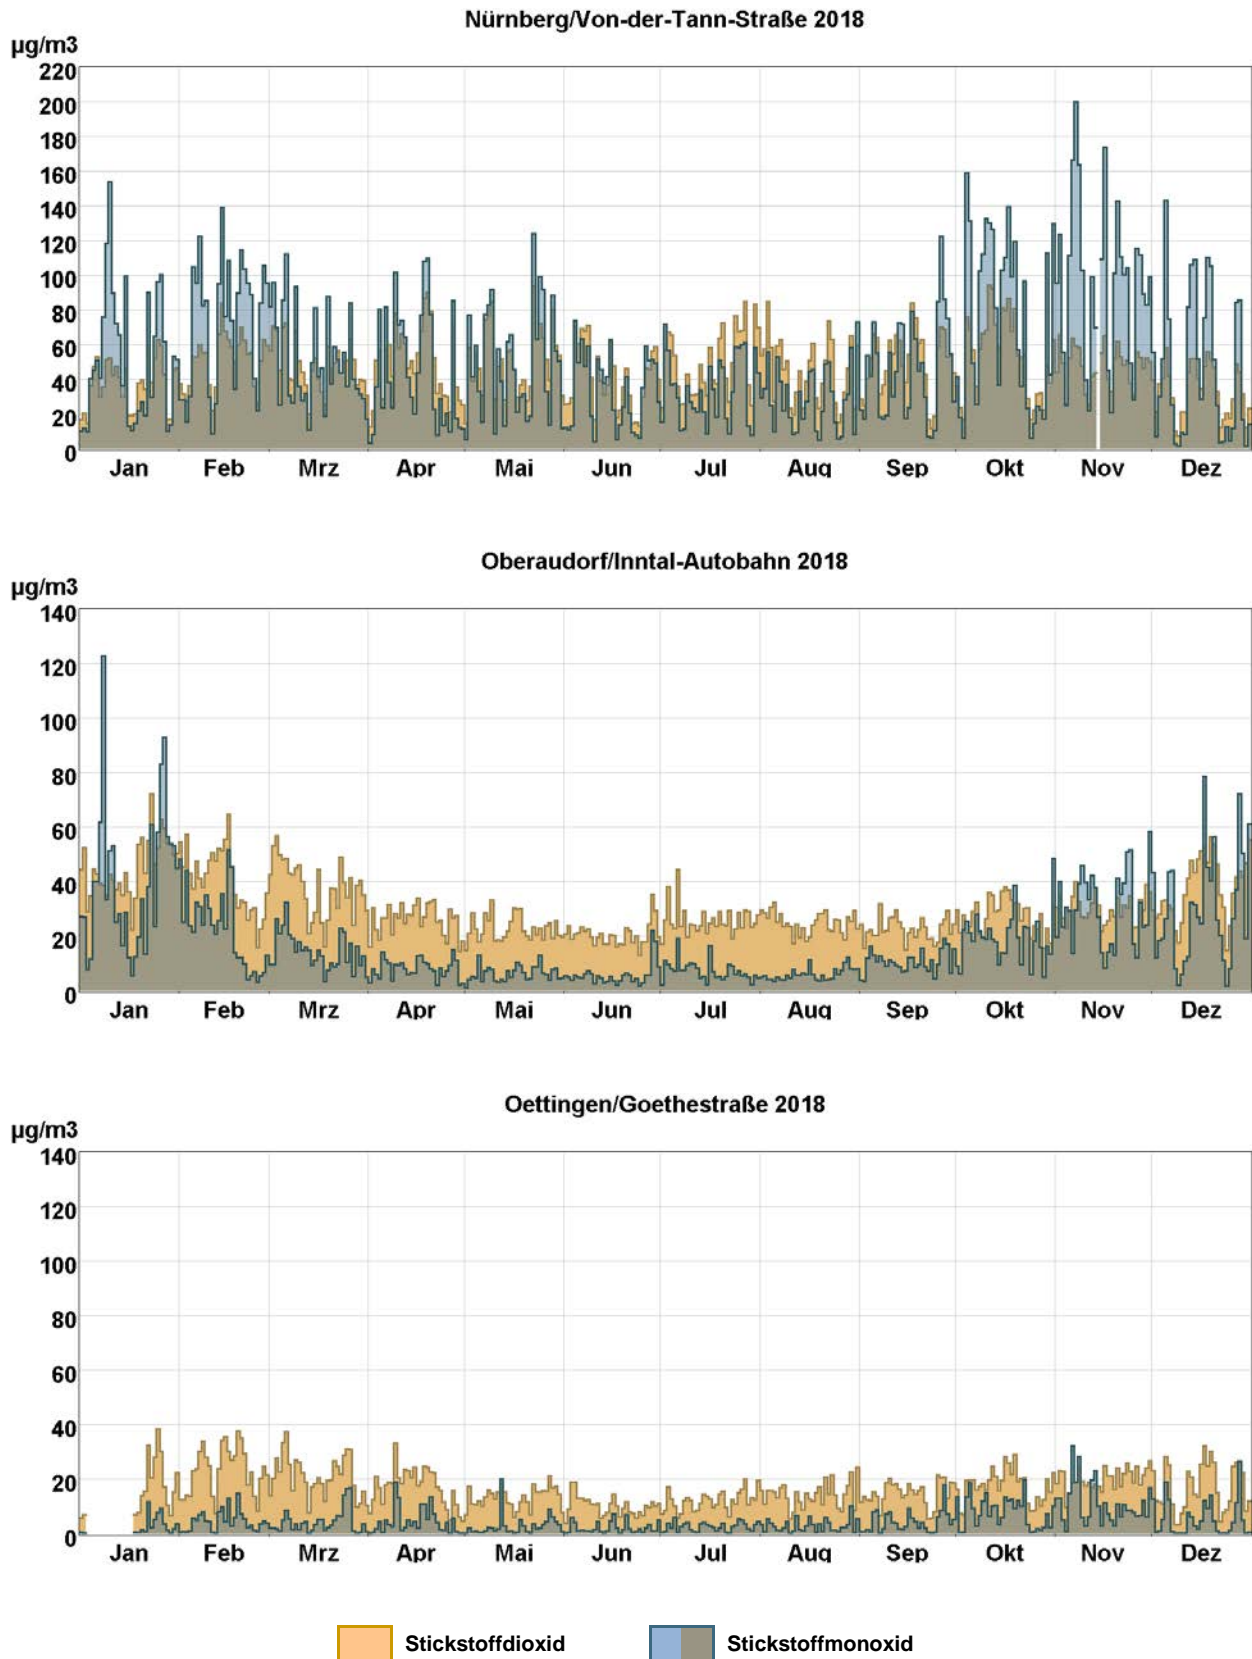 Nürnberg/Von-der-Tann-Straße 2018
µg/m3
220
200
180
160
140
120
100
80
60
40
20
0
Jan Feb Mrz Apr Mai Jun Jul Aug Sep Okt Nov Dez
Oberaudorf/Inntal-Autobahn 2018
µg/m3
140
120
100
80
60
40
20
0
Jan Feb Mrz Apr Mai Jun Jul Aug Sep Okt Nov Dez
Oettingen/Goethestraße 2018
µg/m3
140
120
100
80
60
40
20
0
Jan Feb Mrz Apr Mai Jun Jul Aug Sep Okt Nov Dez
Stickstoffdioxid Stickstoffmonoxid